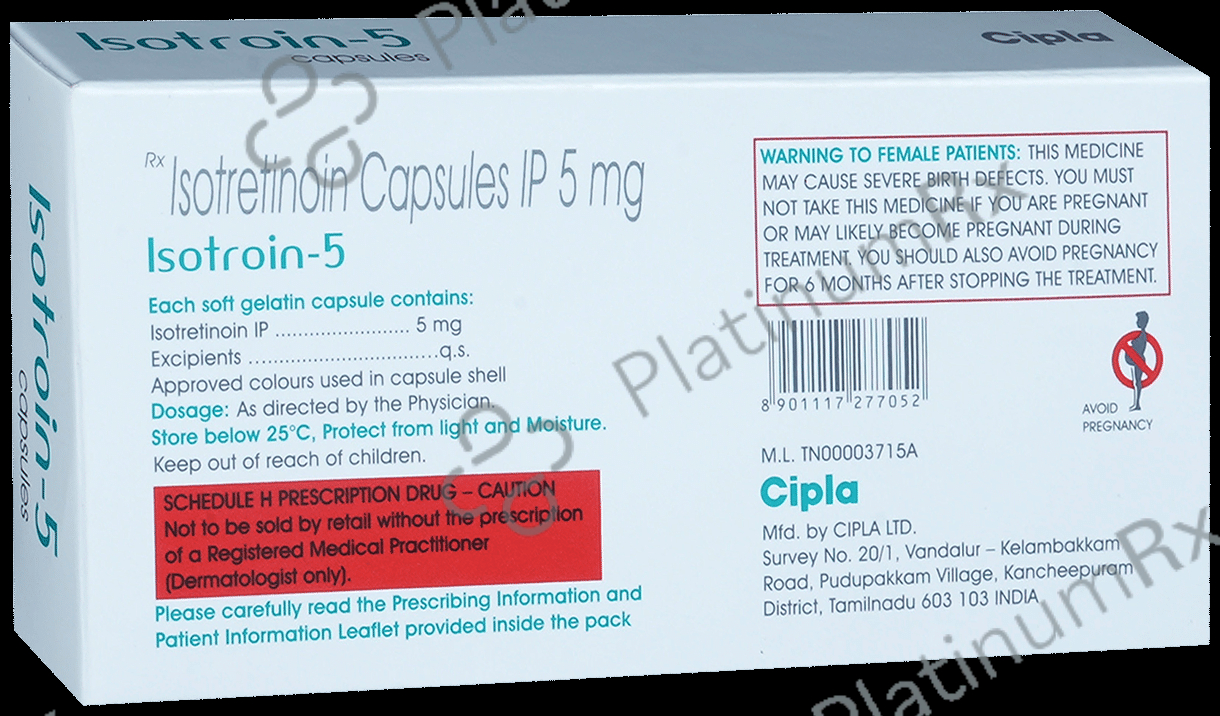 Isotroin-5
capsules
Cipla
Isotroin-5
capsules
Rx
Isotretinoin Capsules IP 5 mg
Isotroin-5
Each soft gelatin capsule contains:
Isotretinoin IP ........................ 5 mg
Excipients .................................q.s.
Approved colours used in capsule shell
Dosage: As directed by the Physician.
Store below 25°C, Protect from light and Moisture.
Keep out of reach of children.
SCHEDULE H PRESCRIPTION DRUG – CAUTION
Not to be sold by retail without the prescription
of a Registered Medical Practitioner
(Dermatologist only).
Please carefully read the Prescribing Information and
Patient Information Leaflet provided inside the pack
WARNING TO FEMALE PATIENTS: THIS MEDICINE
MAY CAUSE SEVERE BIRTH DEFECTS. YOU MUST
NOT TAKE THIS MEDICINE IF YOU ARE PREGNANT
OR MAY LIKELY BECOME PREGNANT DURING
TREATMENT. YOU SHOULD ALSO AVOID PREGNANCY
FOR 6 MONTHS AFTER STOPPING THE TREATMENT.
8 901117 277052
AVOID
PREGNANCY
M.L. TN00003715A
Cipla
Mfd. by CIPLA LTD.
Survey No. 20/1, Vandalur – Kelambakkam
Road, Pudupakkam Village, Kancheepuram
District, Tamilnadu 603 103 INDIA
PlatinumRx
PlatinumRx